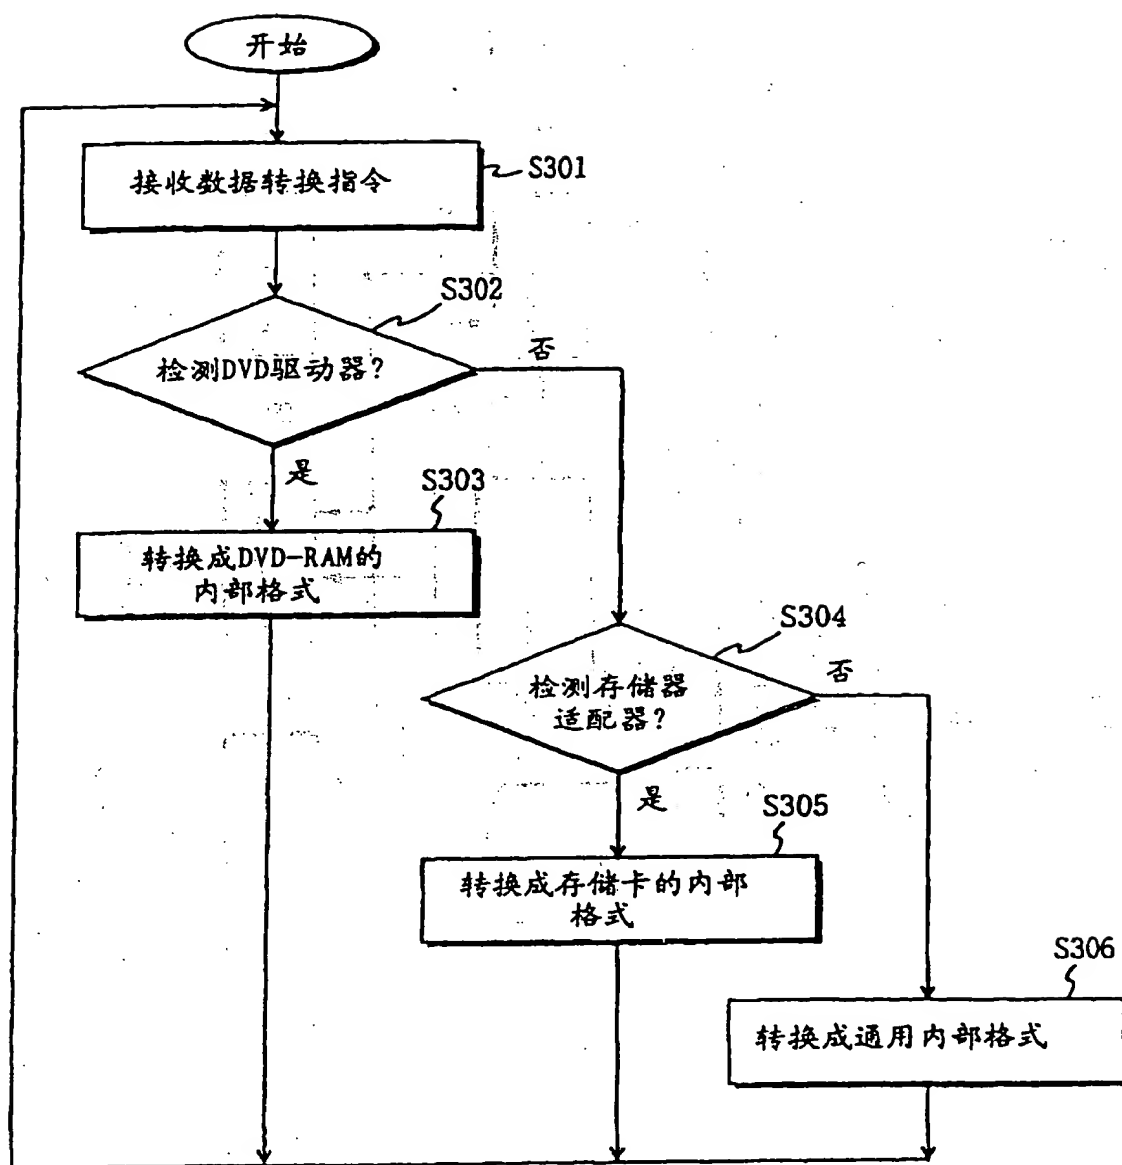 开始
接收数据转换指令
S301
S302
检测DVD驱动器?
否
是
S303
转换成DVD-RAM的
内部格式
S304
检测存储器
适配器?
否
是
S305
转换成存储卡的内部
格式
S306
转换成通用内部格式